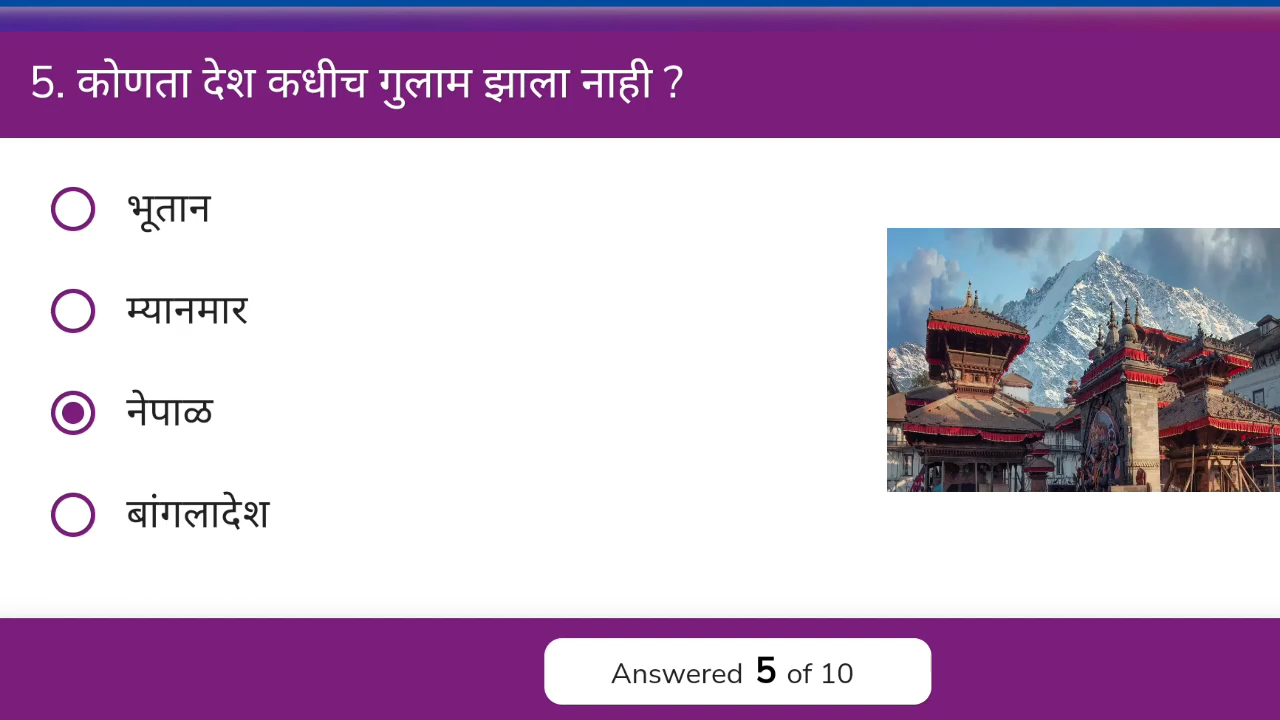 5. कोणता देश कधीच गुलाम झाला नाही ?
भूतान
म्यानमार
नेपाळ
बांगलादेश
Answered 5 of 10